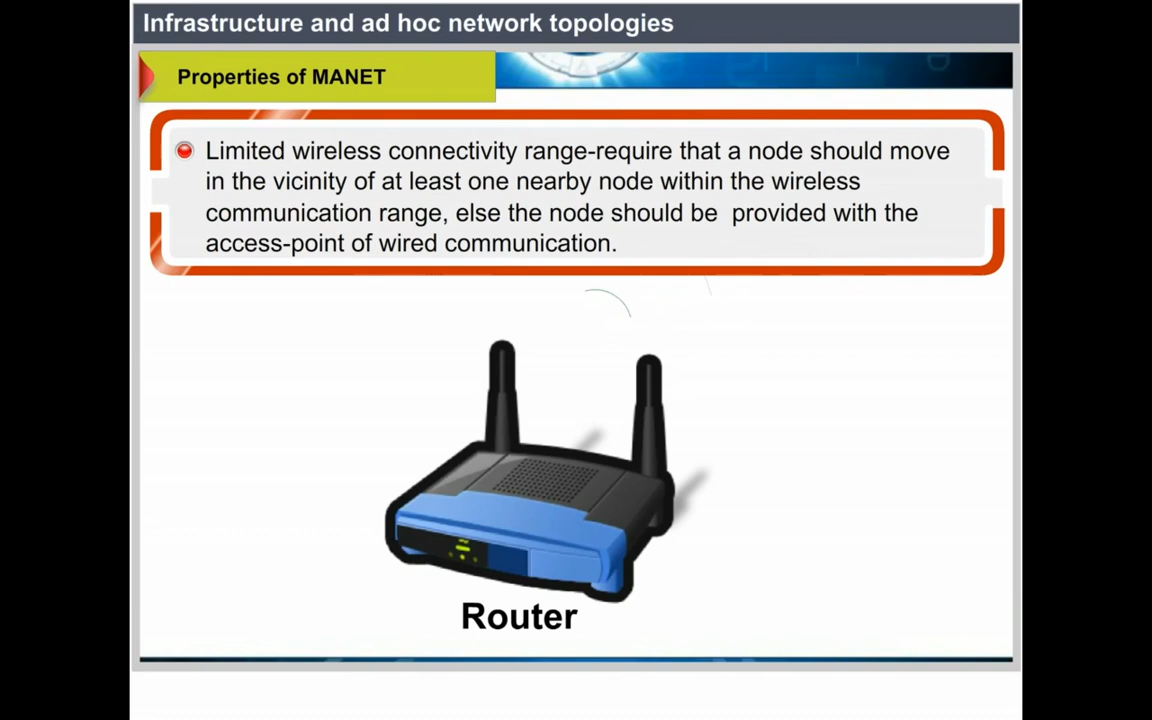 Infrastructure and ad hoc network topologies
Properties of MANET
Limited wireless connectivity range-require that a node should move
in the vicinity of at least one nearby node within the wireless
communication range, else the node should be  provided with the
access-point of wired communication.
Router